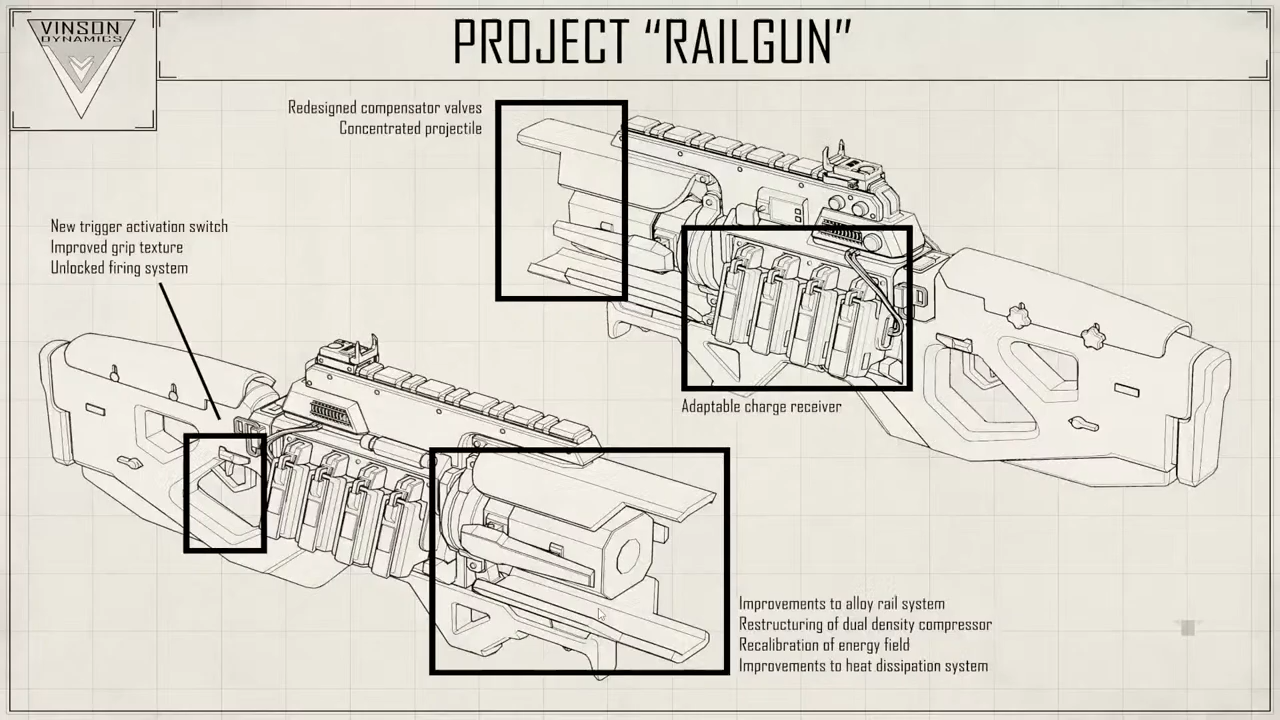 VINSON
DYNAMICS
PROJECT “RAILGUN”
Redesigned compensator valves
Concentrated projectile
New trigger activation switch
Improved grip texture
Unlocked firing system
Adaptable charge receiver
Improvements to alloy rail system
Restructuring of dual density compressor
Recalibration of energy field
Improvements to heat dissipation system